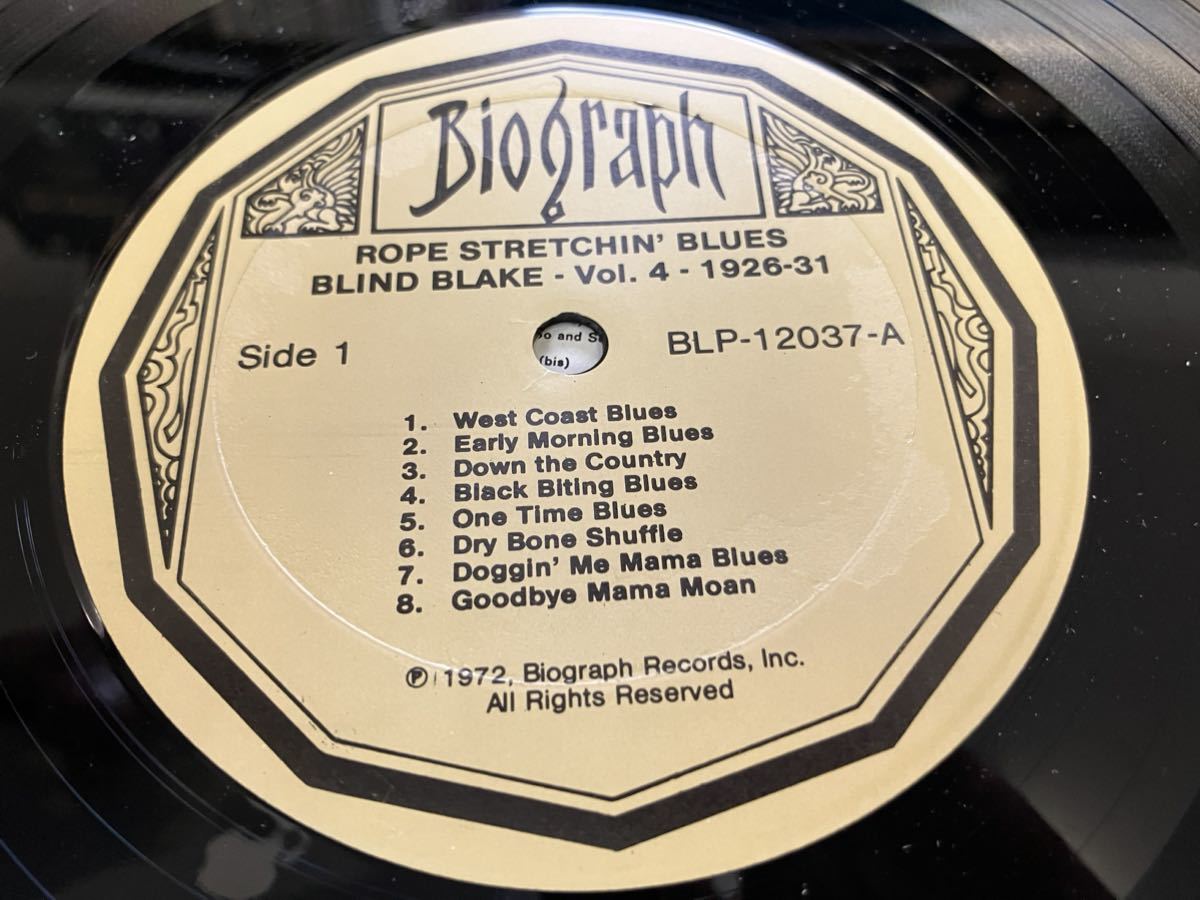 Biograph
ROPE STRETCHIN' BLUES
BLIND BLAKE - Vol. 4 - 1926-31
Side 1
BLP-12037-A
and
(bis)
1. West Coast Blues
2. Early Morning Blues
3. Down the Country
4. Black Biting Blues
5. One Time Blues
6. Dry Bone Shuffle
7. Doggin' Me Mama Blues
8. Goodbye Mama Moan
℗ 1972, Biograph Records, Inc.
All Rights Reserved